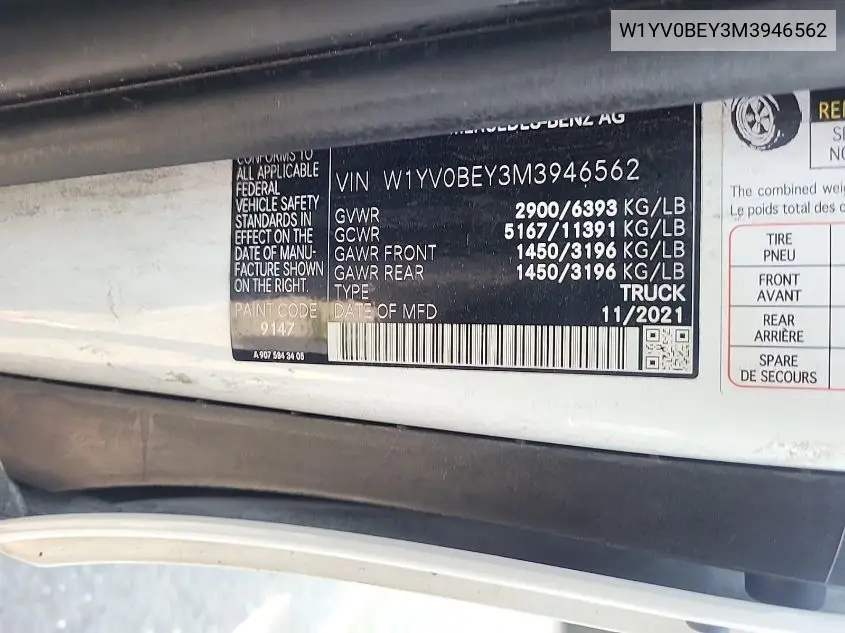 W1YV0BEY3M3946562
MERCEDES-BENZ AG
CONFORMS TO
ALL APPLICABLE
FEDERAL
VEHICLE SAFETY
STANDARDS IN
EFFECT ON THE
DATE OF MANU-
FACTURE SHOWN
ON THE RIGHT.
PAINT CODE
9147
A 907 584 34 05
VIN W1YV0BEY3M3946562
GVWR 2900/6393 KG/LB
GCWR 5167/11391 KG/LB
GAWR FRONT 1450/3196 KG/LB
GAWR REAR 1450/3196 KG/LB
TYPE TRUCK
DATE OF MFD 11/2021
The combined
Le poids total des
TIRE
PNEU
FRONT
AVANT
REAR
ARRIÈRE
SPARE
DE SECOURS